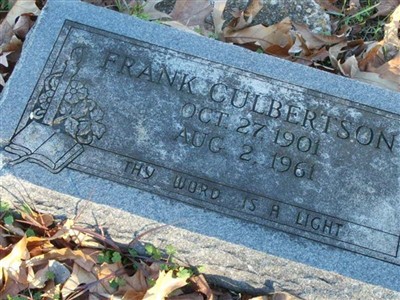 FRANK CULBERTSON
OCT 27 1901
AUG 2 1961
THY WORD IS A LIGHT